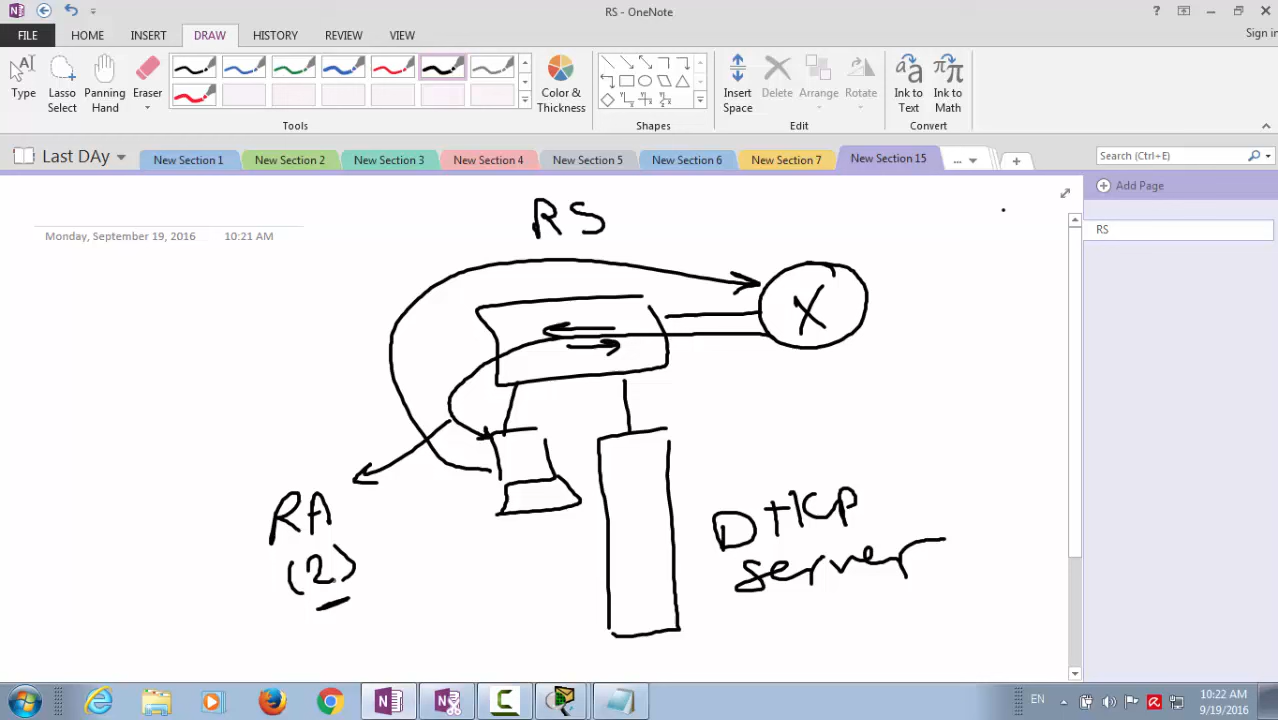 RS - OneNote
FILE HOME INSERT DRAW HISTORY REVIEW VIEW
Sign in
Type
Lasso Select
Panning Hand
Eraser
Color & Thickness
Insert Space
Delete
Arrange
Rotate
Ink to Text
Ink to Math
Tools
Shapes
Edit
Convert
Last DAy
New Section 1
New Section 2
New Section 3
New Section 4
New Section 5
New Section 6
New Section 7
New Section 15
...
Search (Ctrl+E)
Add Page
RS
Monday, September 19, 2016 10:21 AM
RS
X
RA
(2)
DHCP
server
EN
10:22 AM
9/19/2016